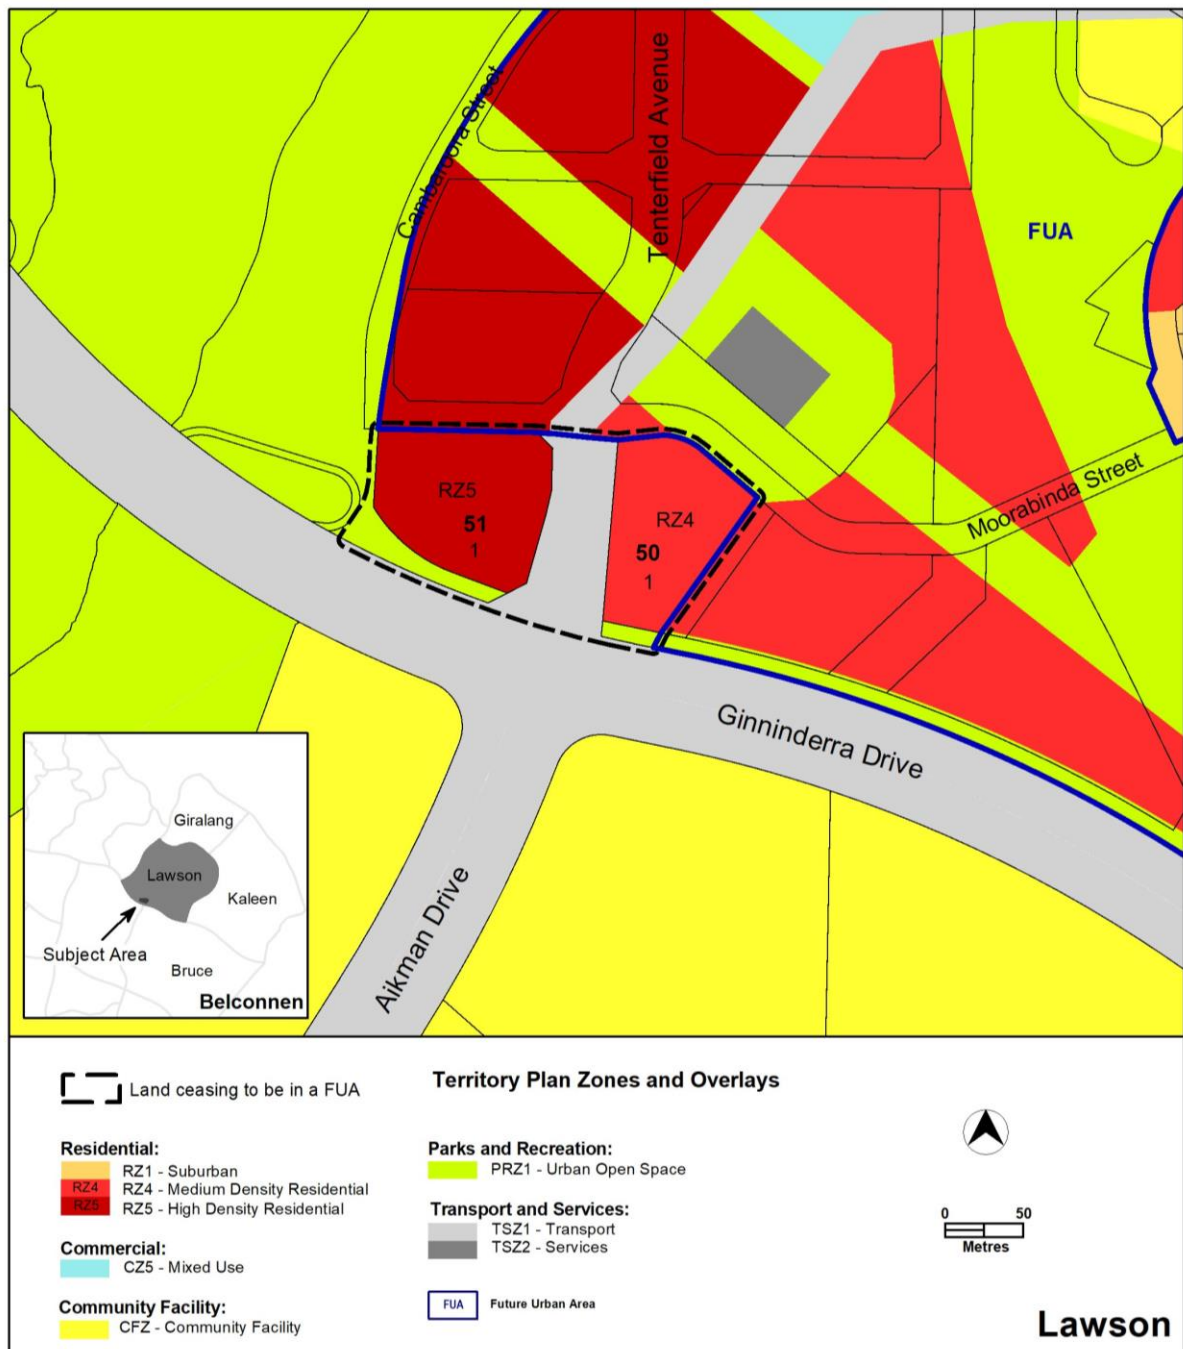 Cambaroora Street
Tenterfield Avenue
FUA
RZ5
51
1
RZ4
50
1
Moorabinda Street
Ginninderra Drive
Aikman Drive
Giralang
Lawson
Kaleen
Subject Area
Bruce
Belconnen
Land ceasing to be in a FUA
Residential:
RZ1 - Suburban
RZ4 RZ4 - Medium Density Residential
RZ5 RZ5 - High Density Residential
Commercial:
CZ5 - Mixed Use
Community Facility:
CFZ - Community Facility
Territory Plan Zones and Overlays
Parks and Recreation:
PRZ1 - Urban Open Space
Transport and Services:
TSZ1 - Transport
TSZ2 - Services
FUA Future Urban Area
0 50
Metres
Lawson